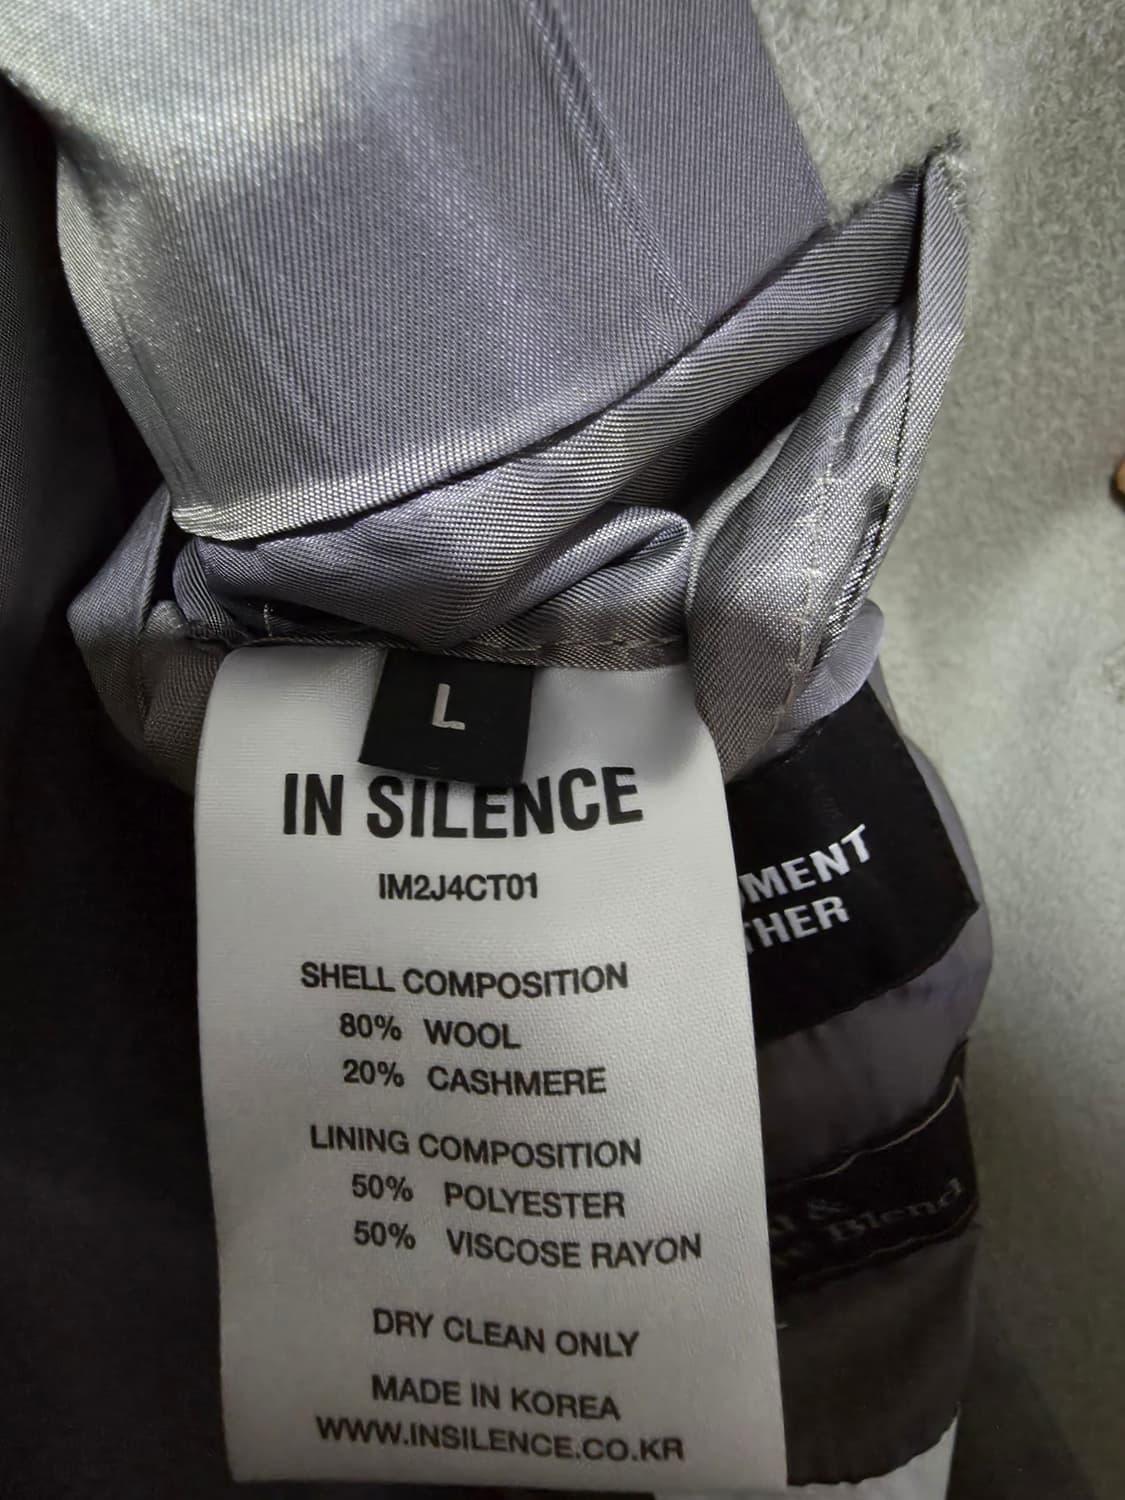 L
IN SILENCE
IM2J4CT01
SHELL COMPOSITION
80% WOOL
20% CASHMERE
LINING COMPOSITION
50% POLYESTER
50% VISCOSE RAYON
DRY CLEAN ONLY
MADE IN KOREA
WWW.INSILENCE.CO.KR
MENT
THER
&
Blend